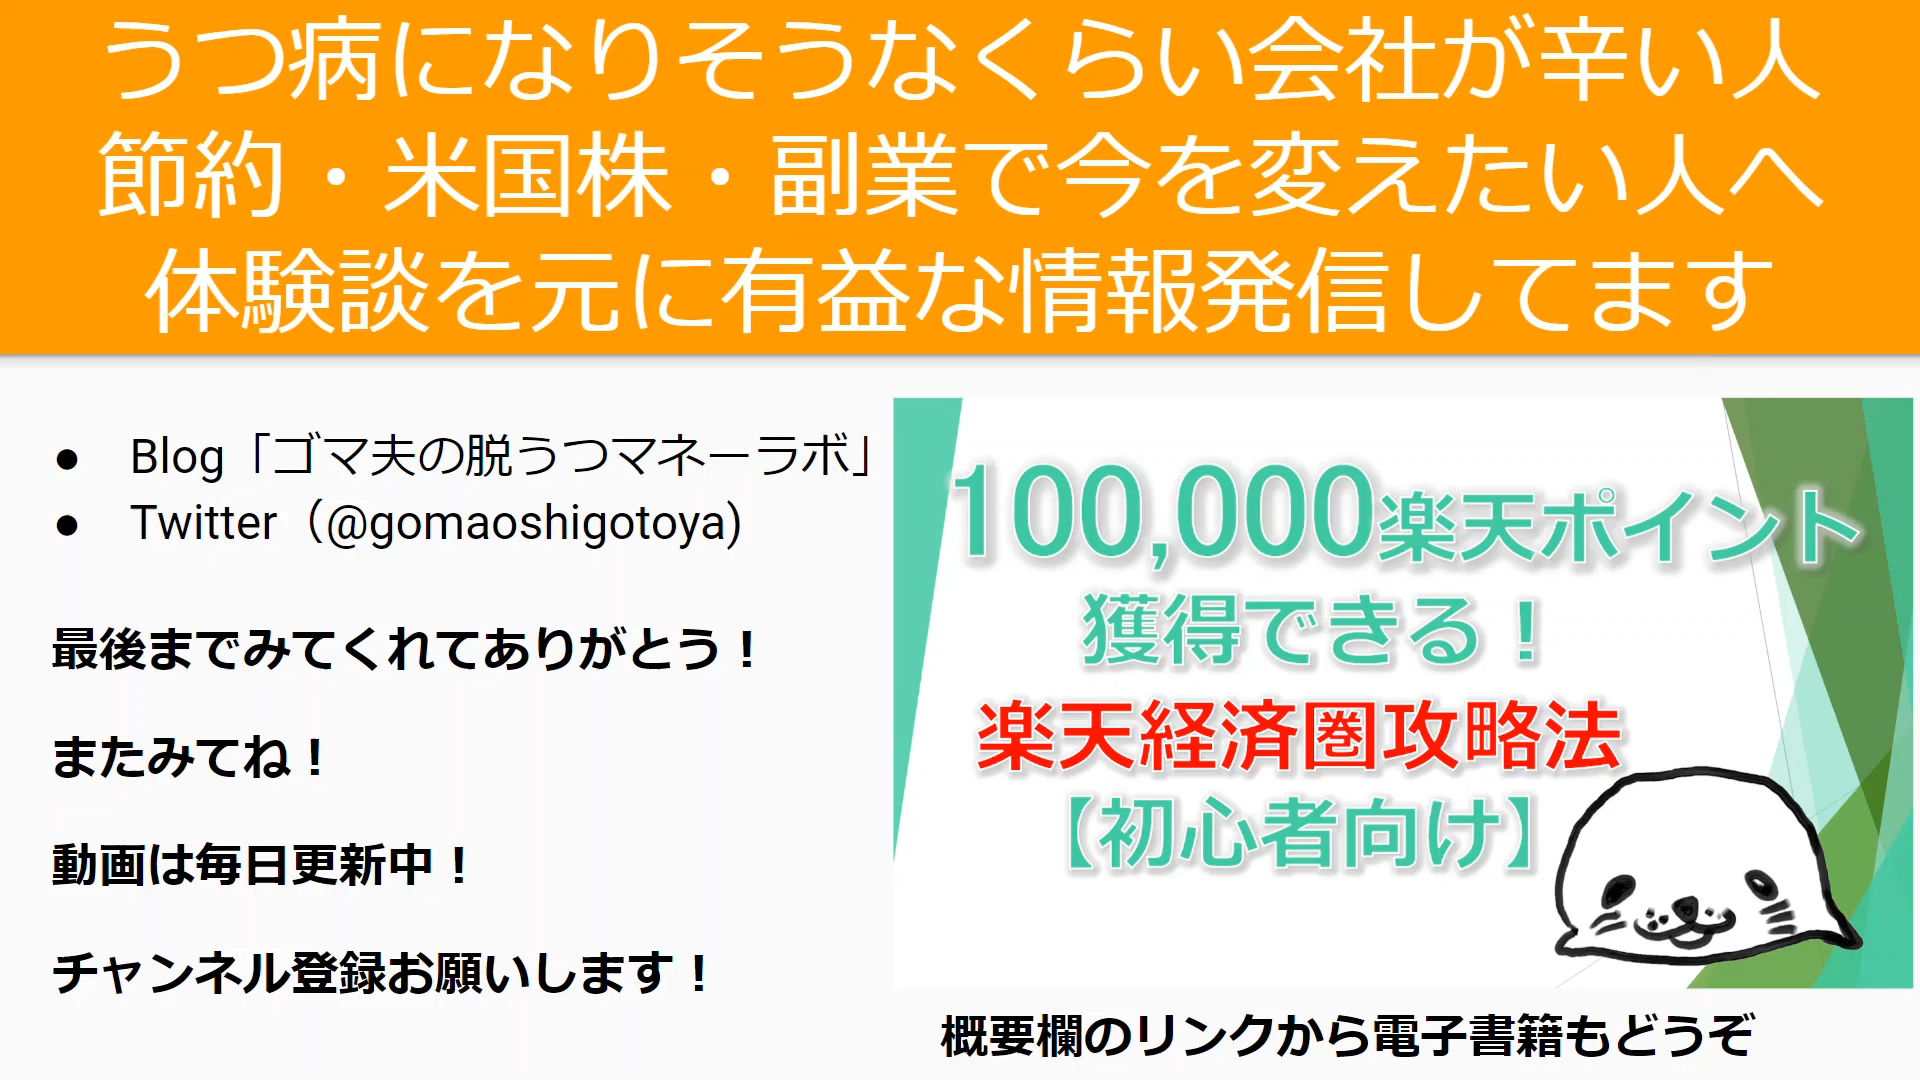 うつ病になりそうなくらい会社が辛い人
節約・米国株・副業で今を変えたい人へ
体験談を元に有益な情報発信してます
● Blog「ゴマ夫の脱うつマネーラボ」
● Twitter（@gomaoshigotoya)
最後までみてくれてありがとう！
またみてね！
動画は毎日更新中！
チャンネル登録お願いします！
100,000楽天ポイント
獲得できる！
楽天経済圏攻略法
【初心者向け】
概要欄のリンクから電子書籍もどうぞ